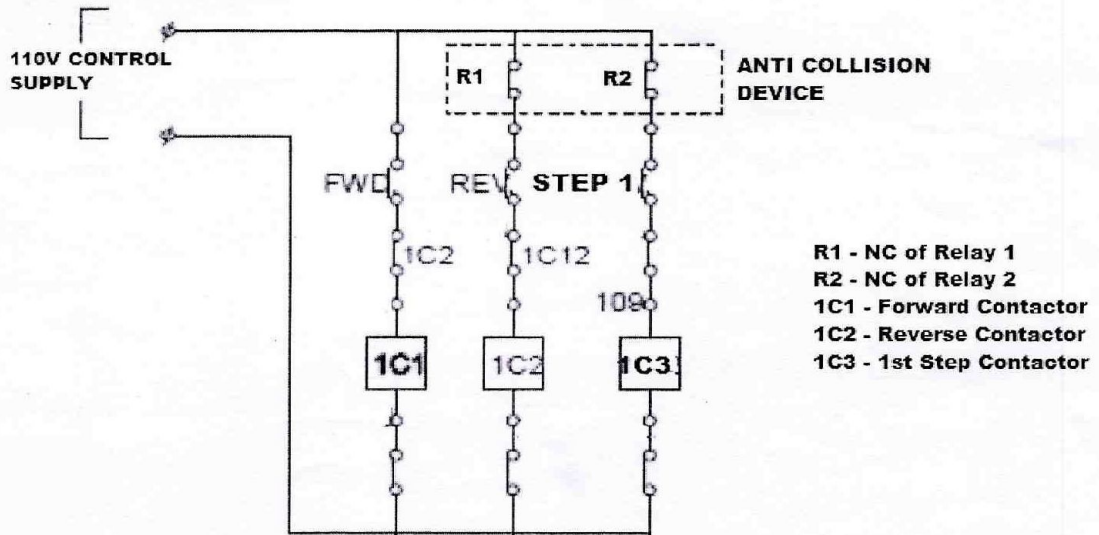 110V CONTROL
SUPPLY
R1
R2
ANTI COLLISION
DEVICE
FWD
REV
STEP 1
1C2
1C12
109
1C1
1C2
1C3
R1 - NC of Relay 1
R2 - NC of Relay 2
1C1 - Forward Contactor
1C2 - Reverse Contactor
1C3 - 1st Step Contactor